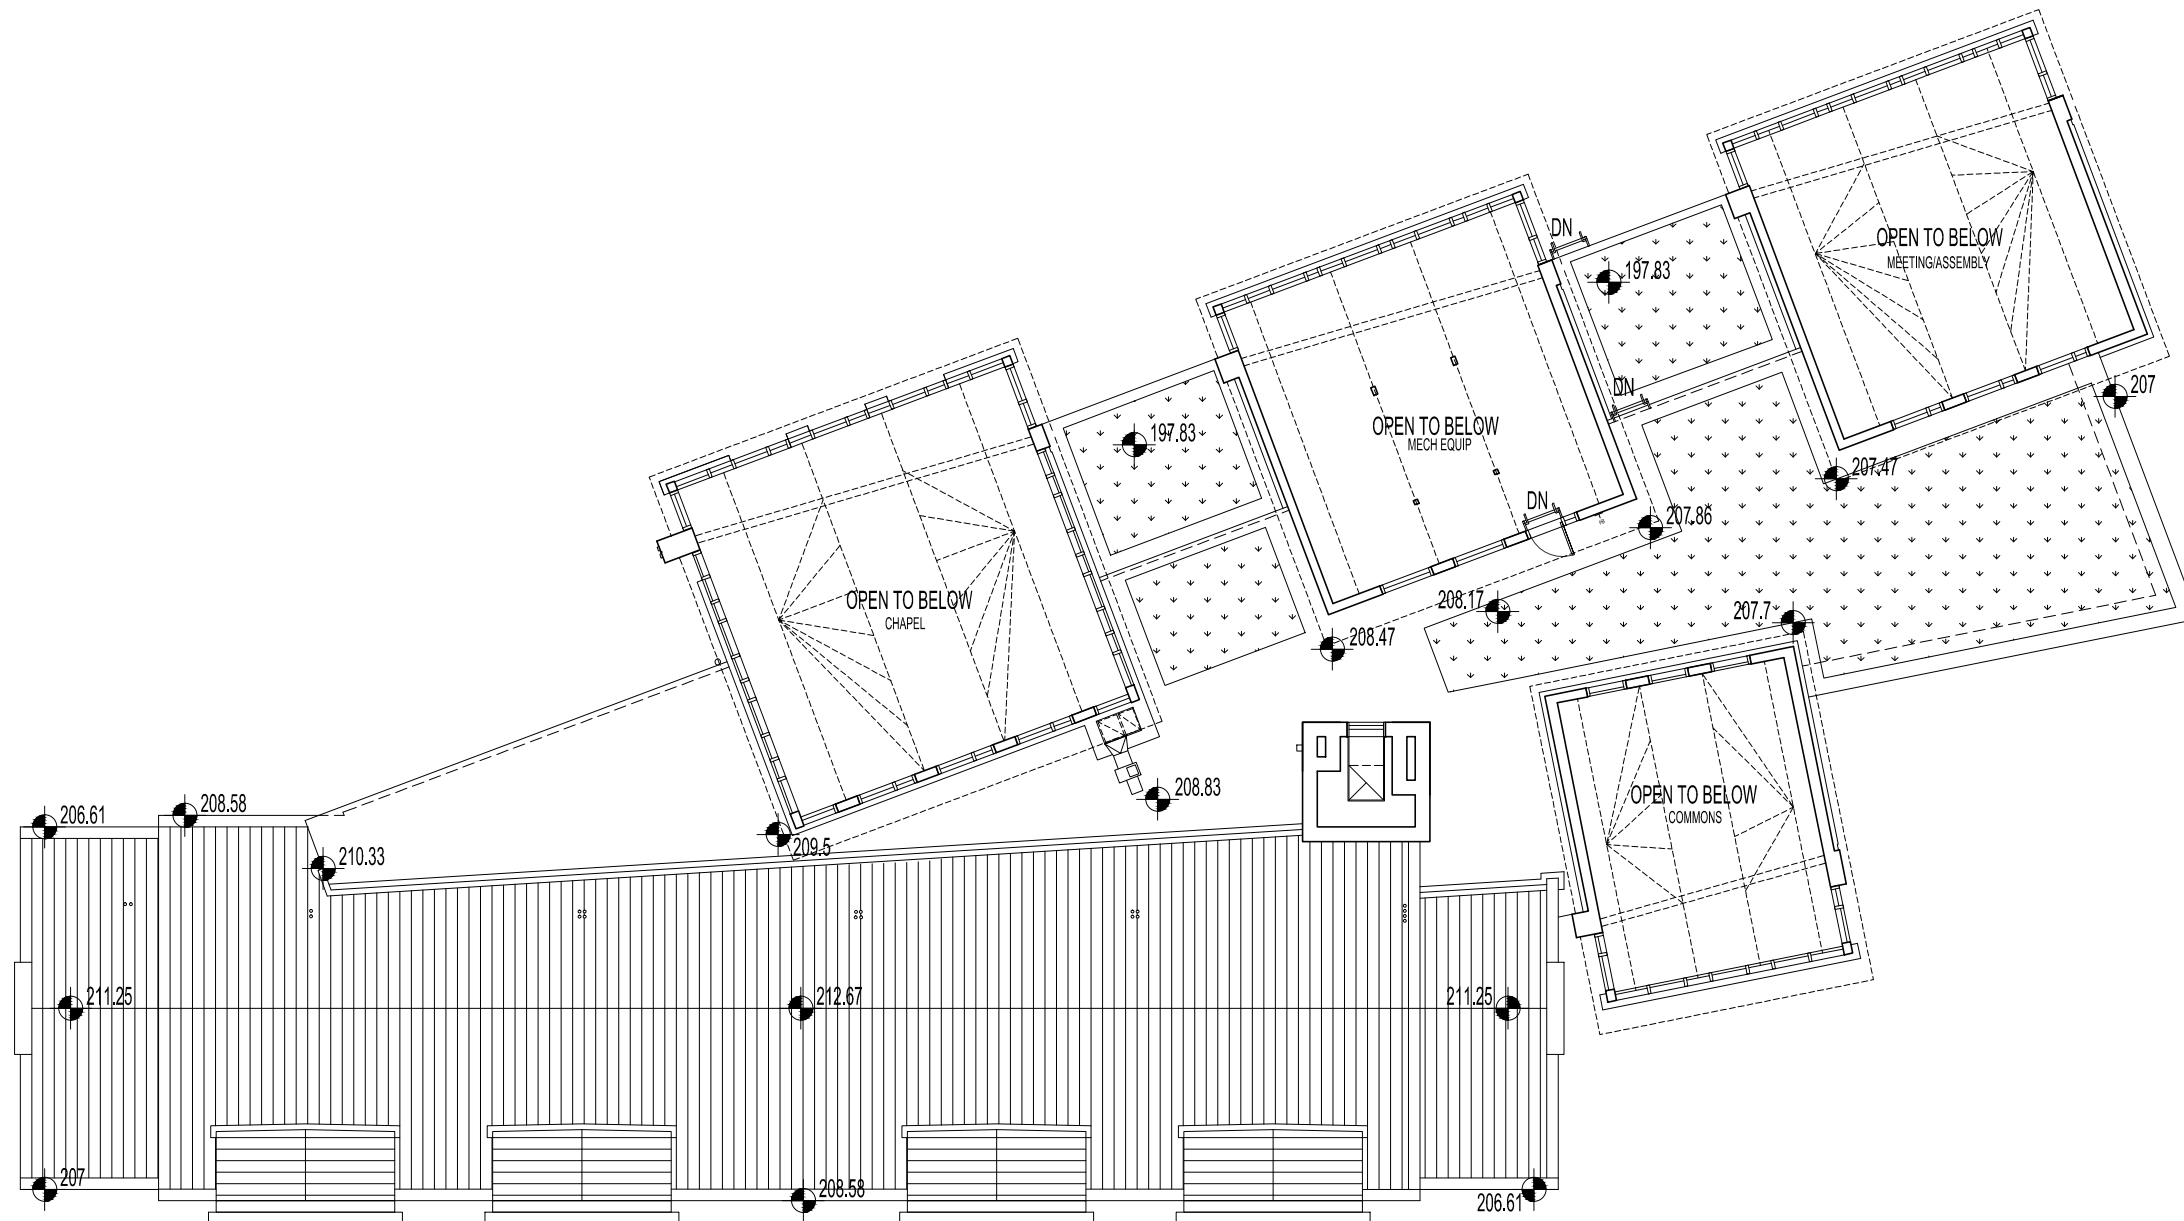 DN
OPEN TO BELOW
MEETING/ASSEMBLY
197.83
207
DN
OPEN TO BELOW
MECH EQUIP
197.83
207.47
DN
207.86
OPEN TO BELOW
CHAPEL
208.17
207.7
208.47
208.83
OPEN TO BELOW
COMMONS
206.61
208.58
209.5
210.33
211.25
212.67
211.25
207
208.58
206.61